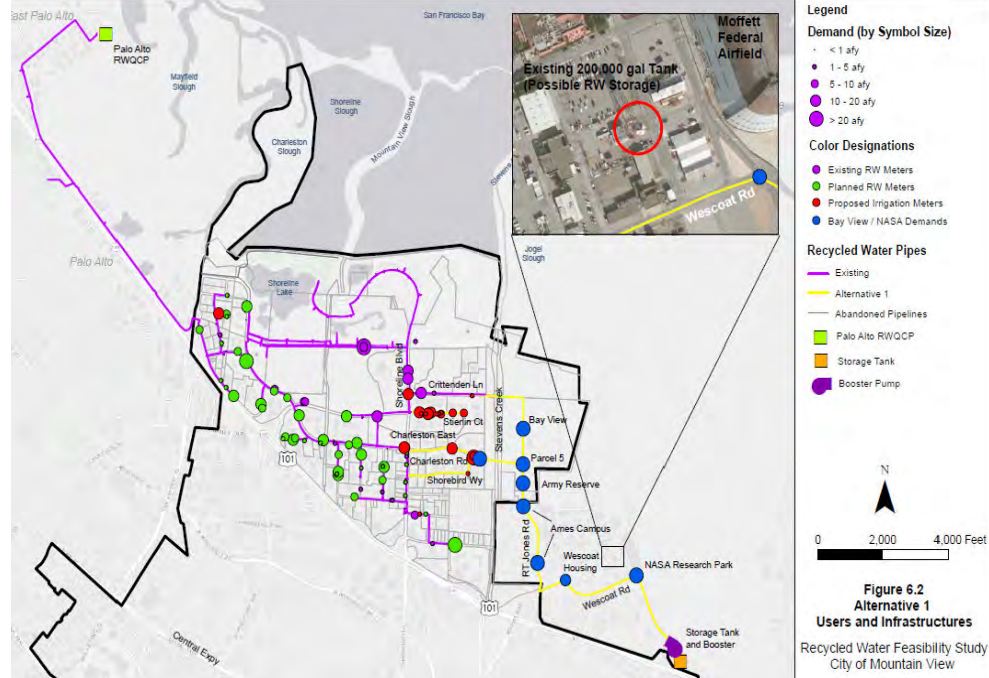 East Palo Alto
Palo Alto
RWQCP
San Francisco Bay
Mayfield
Slough
Shoreline
Slough
Mountain View Slough
Charleston
Slough
Stevens
Palo Alto
Shoreline
Lake
Jogel
Slough
Existing 200,000 gal Tank
(Possible RW Storage)
Moffett
Federal
Airfield
Wescoat Rd
Shoreline Blvd
Crittenden Ln
Stierlin Ct
Charleston East
Charleston Rd
Shorebird Wy
Stevens Creek
Bay View
Parcel 5
Army Reserve
Ames Campus
RT Jones Rd
Wescoat
Housing
Wescoat Rd
NASA Research Park
Storage Tank
and Booster
101
101
Central Expy
Legend
Demand (by Symbol Size)
< 1 afy
1 - 5 afy
5 - 10 afy
10 - 20 afy
> 20 afy
Color Designations
Existing RW Meters
Planned RW Meters
Proposed Irrigation Meters
Bay View / NASA Demands
Recycled Water Pipes
Existing
Alternative 1
Abandoned Pipelines
Palo Alto RWQCP
Storage Tank
Booster Pump
N
0 2,000 4,000 Feet
Figure 6.2
Alternative 1
Users and Infrastructures
Recycled Water Feasibility Study
City of Mountain View